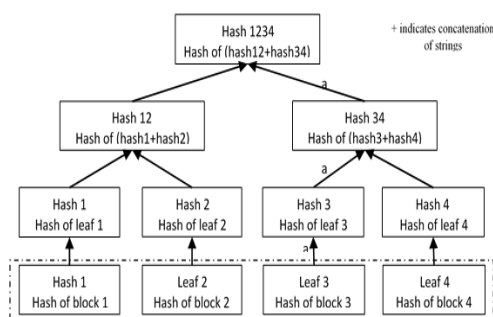 Hash 1234
Hash of (hash12+hash34)
+ indicates concatenation
of strings
a
Hash 12
Hash of (hash1+hash2)
Hash 34
Hash of (hash3+hash4)
a
Hash 1
Hash of leaf 1
Hash 2
Hash of leaf 2
Hash 3
Hash of leaf 3
Hash 4
Hash of leaf 4
a
Hash 1
Hash of block 1
Leaf 2
Hash of block 2
Leaf 3
Hash of block 3
Leaf 4
Hash of block 4